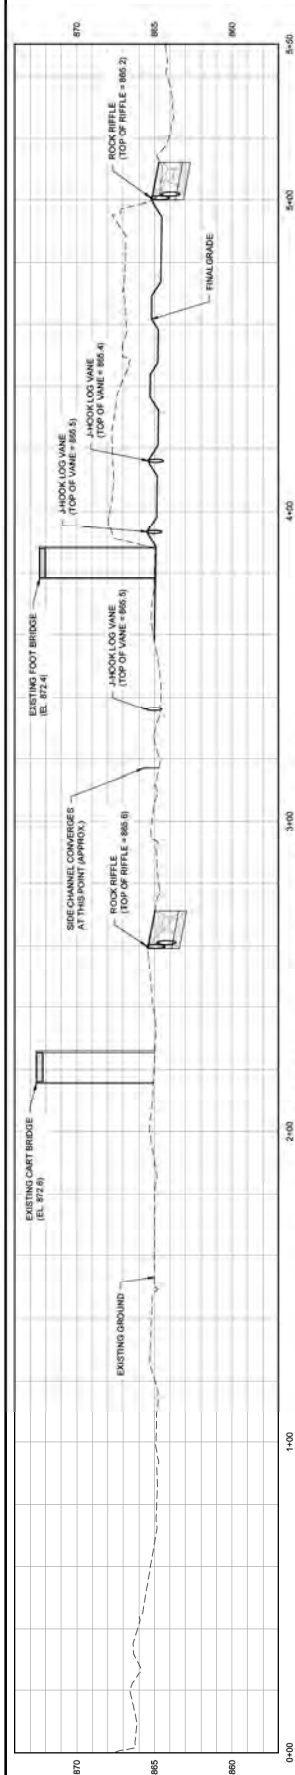 870
865
860
EXISTING GROUND
EXISTING CART BRIDGE
(EL. 872.6)
ROCK RIFFLE
(TOP OF RIFFLE = 865.6)
SIDE CHANNEL CONVERGES
AT THIS POINT (APPROX.)
J-HOOK LOG VANE
(TOP OF VANE = 865.5)
EXISTING FOOT BRIDGE
(EL. 872.4)
J-HOOK LOG VANE
(TOP OF VANE = 865.5)
J-HOOK LOG VANE
(TOP OF VANE = 865.4)
FINAL GRADE
ROCK RIFFLE
(TOP OF RIFFLE = 865.2)
870
865
860
0+00
1+00
2+00
3+00
4+00
5+00
5+50